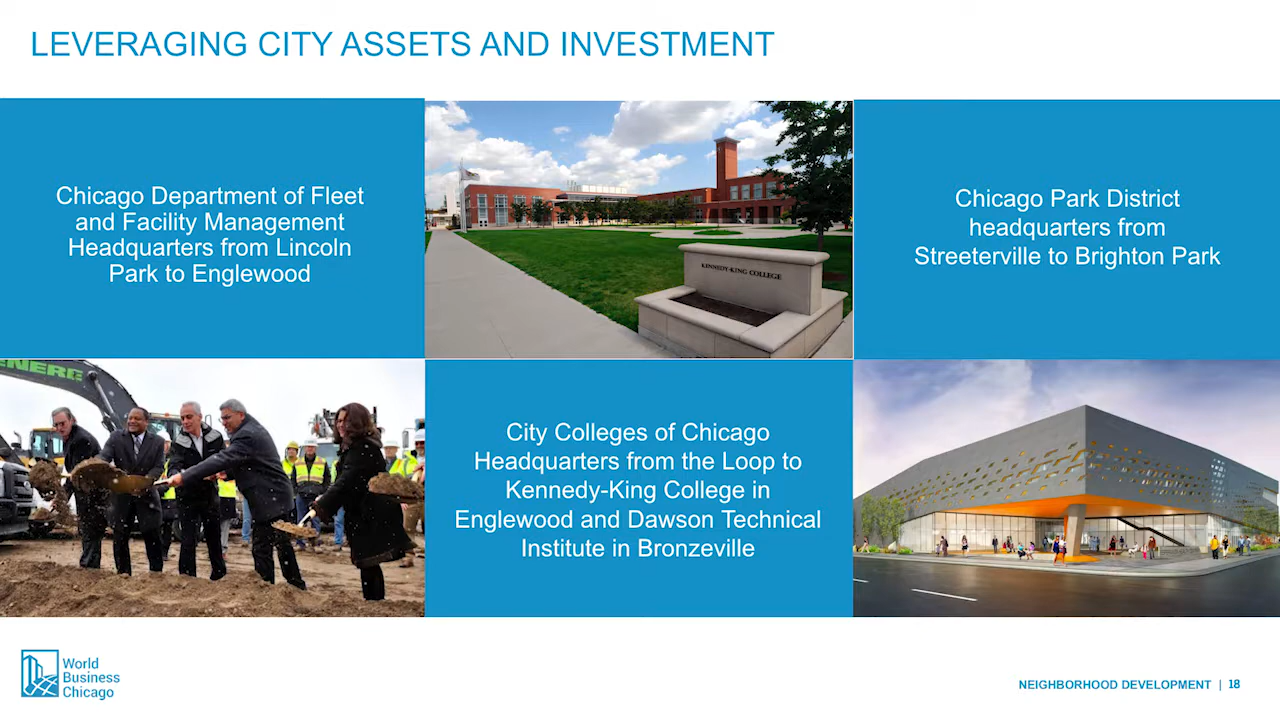 LEVERAGING CITY ASSETS AND INVESTMENT
Chicago Department of Fleet
and Facility Management
Headquarters from Lincoln
Park to Englewood
KENNEDY-KING COLLEGE
Chicago Park District
headquarters from
Streeterville to Brighton Park
ENERE
City Colleges of Chicago
Headquarters from the Loop to
Kennedy-King College in
Englewood and Dawson Technical
Institute in Bronzeville
World
Business
Chicago
NEIGHBORHOOD DEVELOPMENT | 18